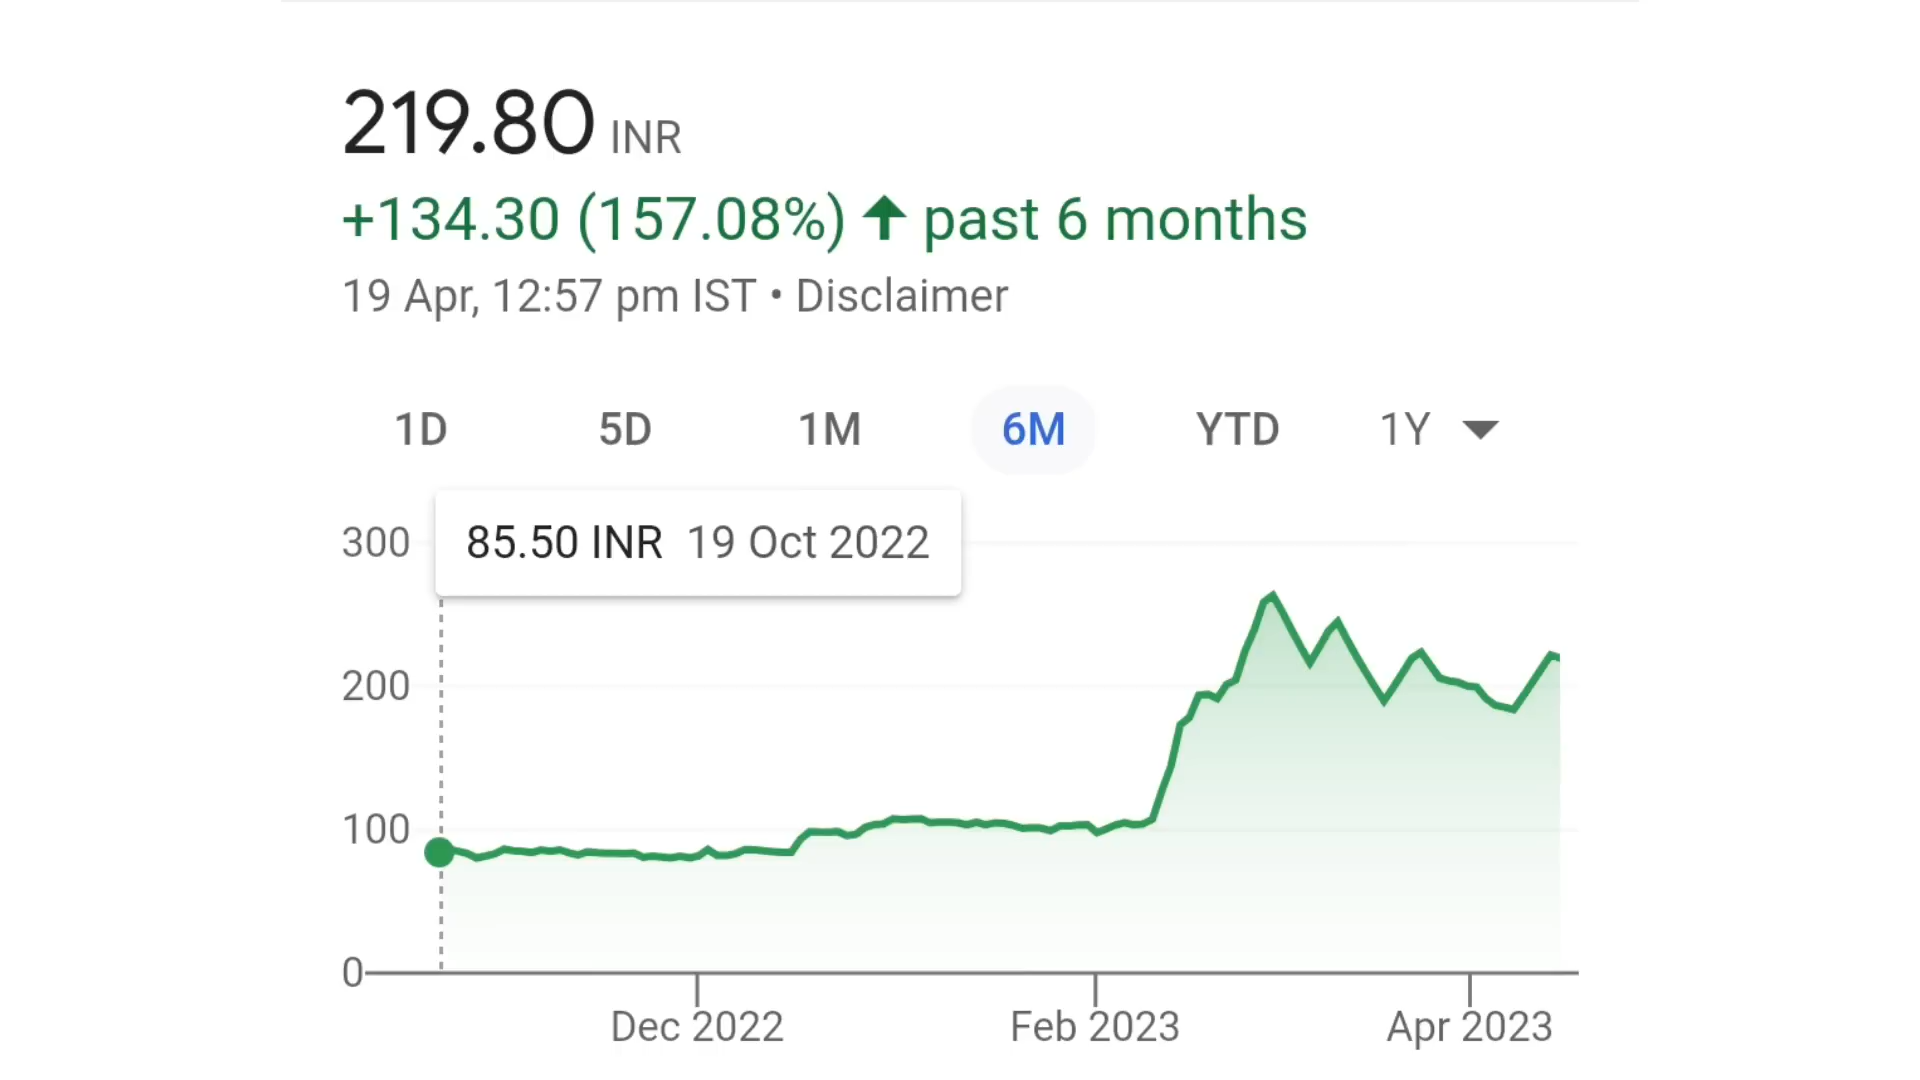 219.80 INR
+134.30 (157.08%) ↑ past 6 months
19 Apr, 12:57 pm IST • Disclaimer
1D 5D 1M 6M YTD 1Y
85.50 INR 19 Oct 2022
300
200
100
0
Dec 2022 Feb 2023 Apr 2023